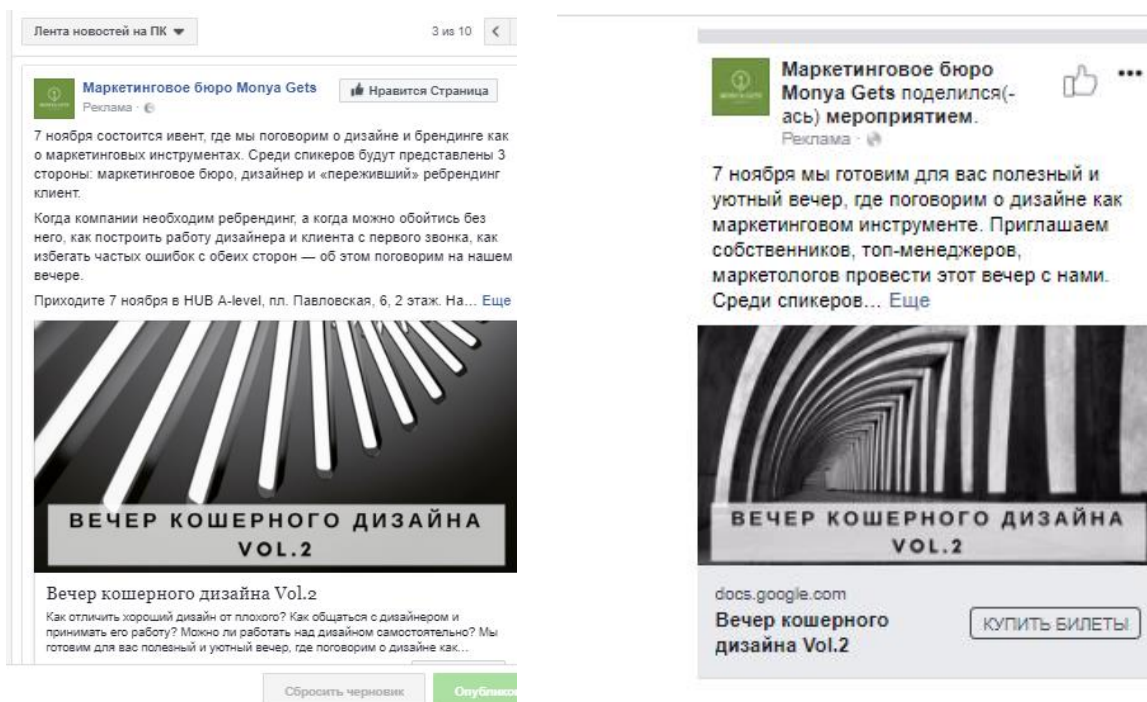 Лента новостей на ПК
3 из 10
Маркетинговое бюро Monya Gets
Нравится Страница
Реклама
7 ноября состоится ивент, где мы поговорим о дизайне и брендинге как
о маркетинговых инструментах. Среди спикеров будут представлены 3
стороны: маркетинговое бюро, дизайнер и «переживший» ребрендинг
клиент.
Когда компании необходим ребрендинг, а когда можно обойтись без
него, как построить работу дизайнера и клиента с первого звонка, как
избегать частых ошибок с обеих сторон — об этом поговорим на нашем
вечере.
Приходите 7 ноября в HUB A-level, пл. Павловская, 6, 2 этаж. На... Еще
ВЕЧЕР КОШЕРНОГО ДИЗАЙНА
VOL.2
Вечер кошерного дизайна Vol.2
Как отличить хороший дизайн от плохого? Как общаться с дизайнером и
принимать его работу? Можно ли работать над дизайном самостоятельно? Мы
готовим для вас полезный и уютный вечер, где поговорим о дизайне как...
Сбросить черновик
Опублико
Маркетинговое бюро
Monya Gets поделился(-
ась) мероприятием.
Реклама
7 ноября мы готовим для вас полезный и
уютный вечер, где поговорим о дизайне как
маркетинговом инструменте. Приглашаем
собственников, топ-менеджеров,
маркетологов провести этот вечер с нами.
Среди спикеров... Еще
ВЕЧЕР КОШЕРНОГО ДИЗАЙНА
VOL.2
docs.google.com
Вечер кошерного
дизайна Vol.2
КУПИТЬ БИЛЕТЫ